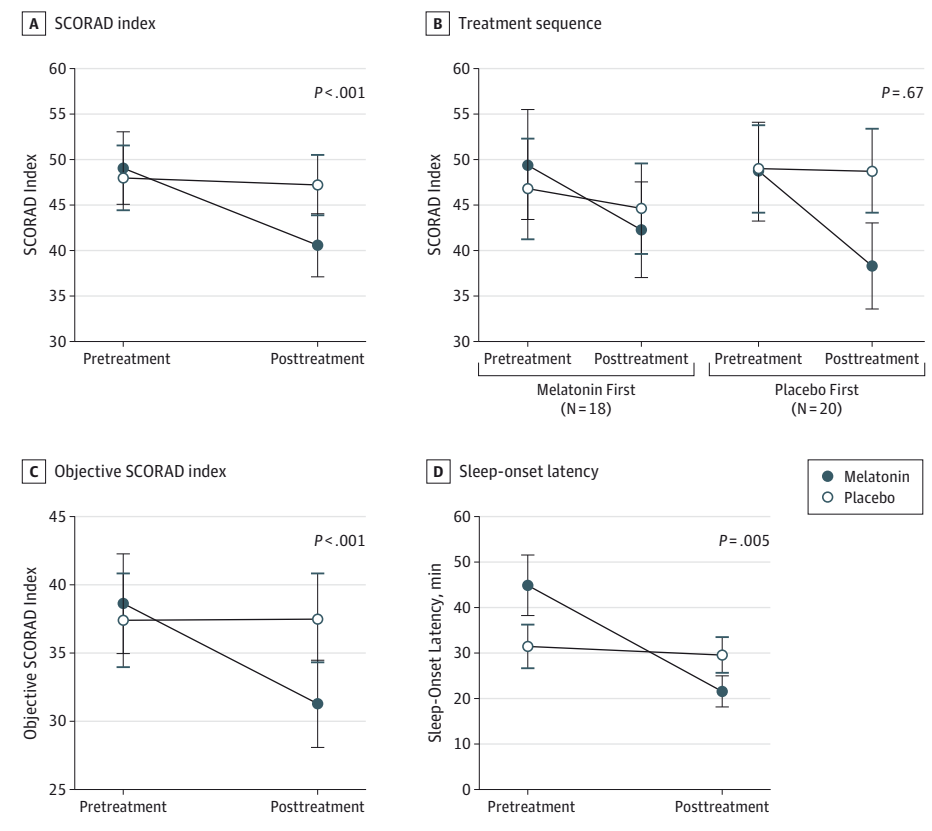 A SCORAD index
60
55
50
45
40
35
30
SCORAD Index
P < .001
Pretreatment Posttreatment
B Treatment sequence
60
55
50
45
40
35
30
SCORAD Index
P = .67
Pretreatment Posttreatment Pretreatment Posttreatment
Melatonin First Placebo First
(N = 18) (N = 20)
C Objective SCORAD index
45
40
35
30
25
Objective SCORAD Index
P < .001
Pretreatment Posttreatment
D Sleep-onset latency
60
50
40
30
20
10
0
Sleep-Onset Latency, min
P = .005
Pretreatment Posttreatment
Melatonin
Placebo